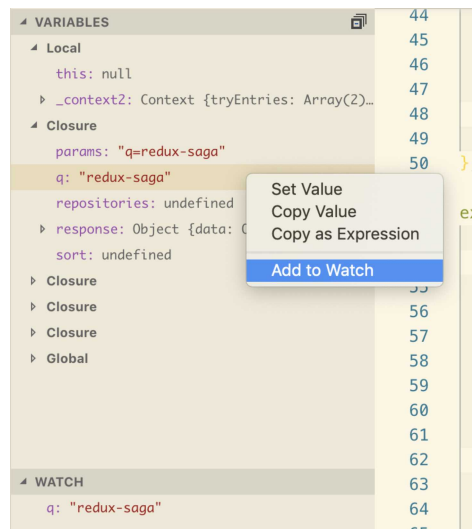 VARIABLES
Local
this: null
_context2: Context {tryEntries: Array(2)…
Closure
params: "q=redux-saga"
q: "redux-saga"
repositories: undefined
response: Object {data:
sort: undefined
Closure
Closure
Closure
Global
WATCH
q: "redux-saga"
Set Value
Copy Value
Copy as Expression
Add to Watch
44
45
46
47
48
49
50 }
55
56
57
58
59
60
61
62
63
64